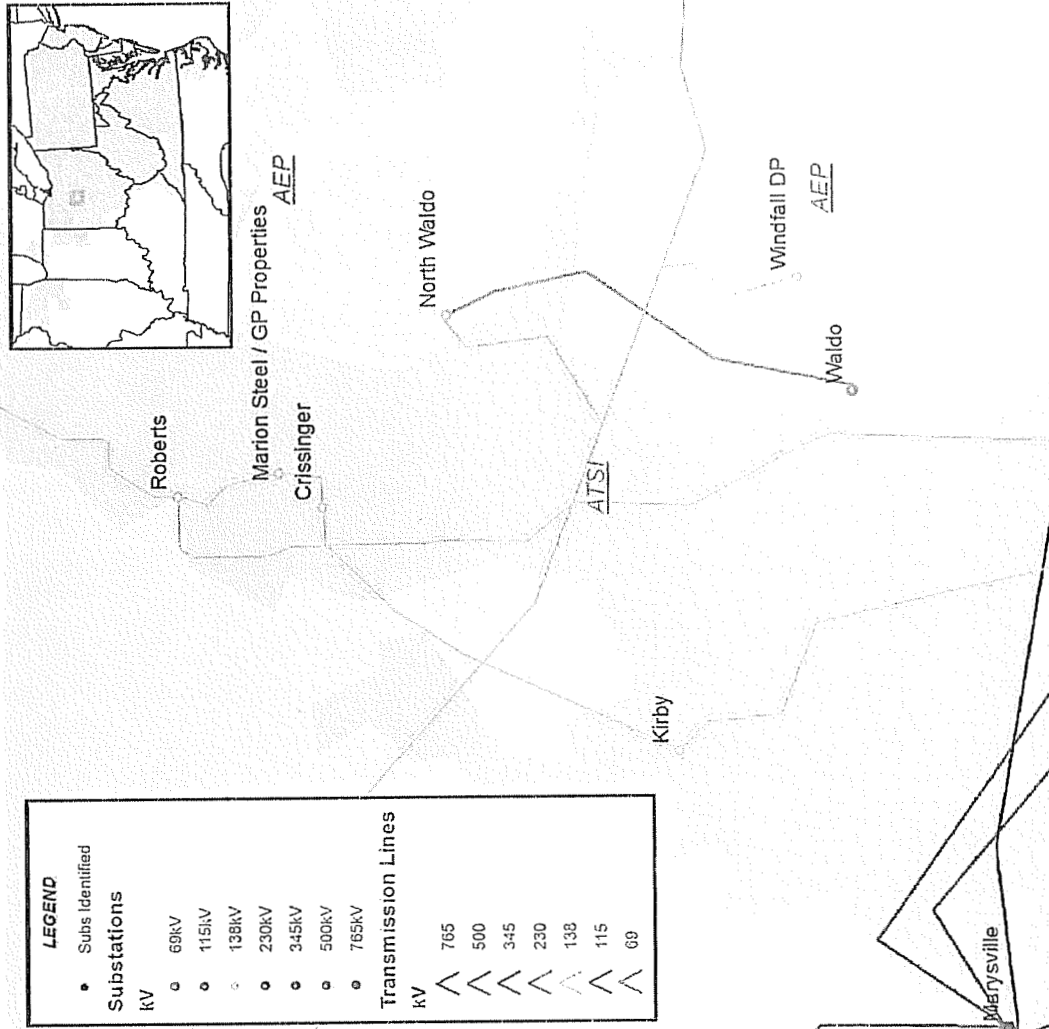 LEGEND
Subs Identified
Substations
kV
69kV
115kV
138kV
230kV
345kV
500kV
765kV
Transmission Lines
kV
765
500
345
230
138
115
69
Roberts
Marion Steel / GP Properties
AEP
Crissinger
North Waldo
Windfall DP
AEP
Waldo
ATSI
Kirby
Marysville